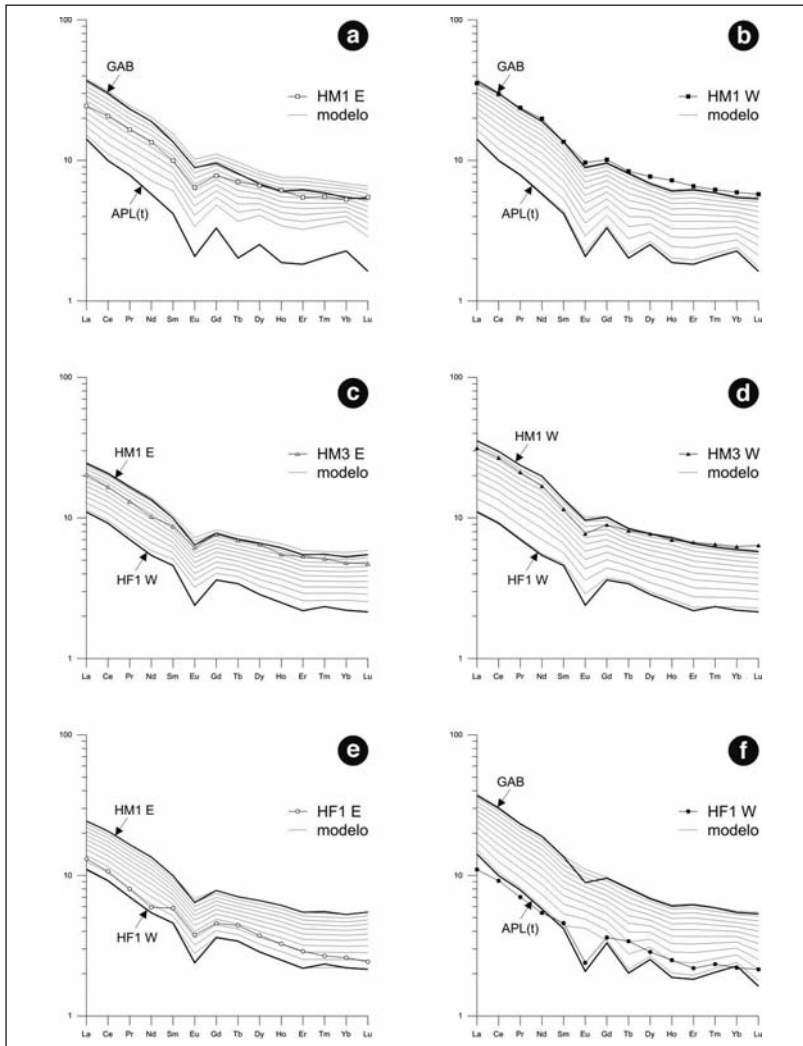 a
100
10
1
GAB
APL(t)
HM1 E
modelo
La Ce Pr Nd Sm Eu Gd Tb Dy Ho Er Tm Yb Lu
b
100
10
1
GAB
APL(t)
HM1 W
modelo
La Ce Pr Nd Sm Eu Gd Tb Dy Ho Er Tm Yb Lu
c
100
10
1
HM1 E
HF1 W
HM3 E
modelo
La Ce Pr Nd Sm Eu Gd Tb Dy Ho Er Tm Yb Lu
d
100
10
1
HM1 W
HF1 W
HM3 W
modelo
La Ce Pr Nd Sm Eu Gd Tb Dy Ho Er Tm Yb Lu
e
100
10
1
HM1 E
HF1 W
HF1 E
modelo
La Ce Pr Nd Sm Eu Gd Tb Dy Ho Er Tm Yb Lu
f
100
10
1
GAB
APL(t)
HF1 W
modelo
La Ce Pr Nd Sm Eu Gd Tb Dy Ho Er Tm Yb Lu